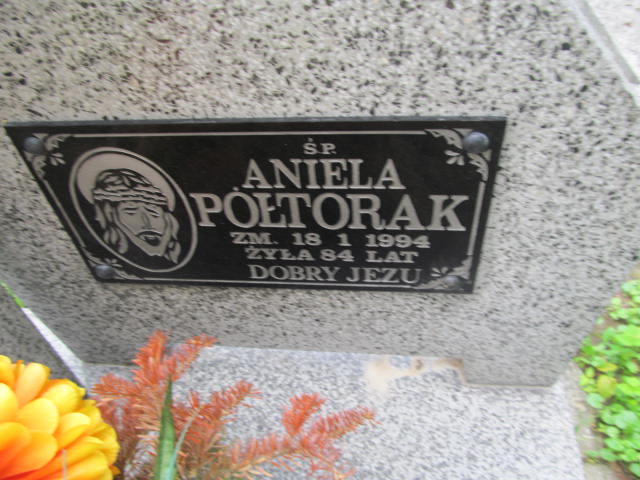 Ś.P.
ANIELA
PÓŁTORAK
ZM. 18 1 1994
ŻYŁA 84 LAT
DOBRY JEZU